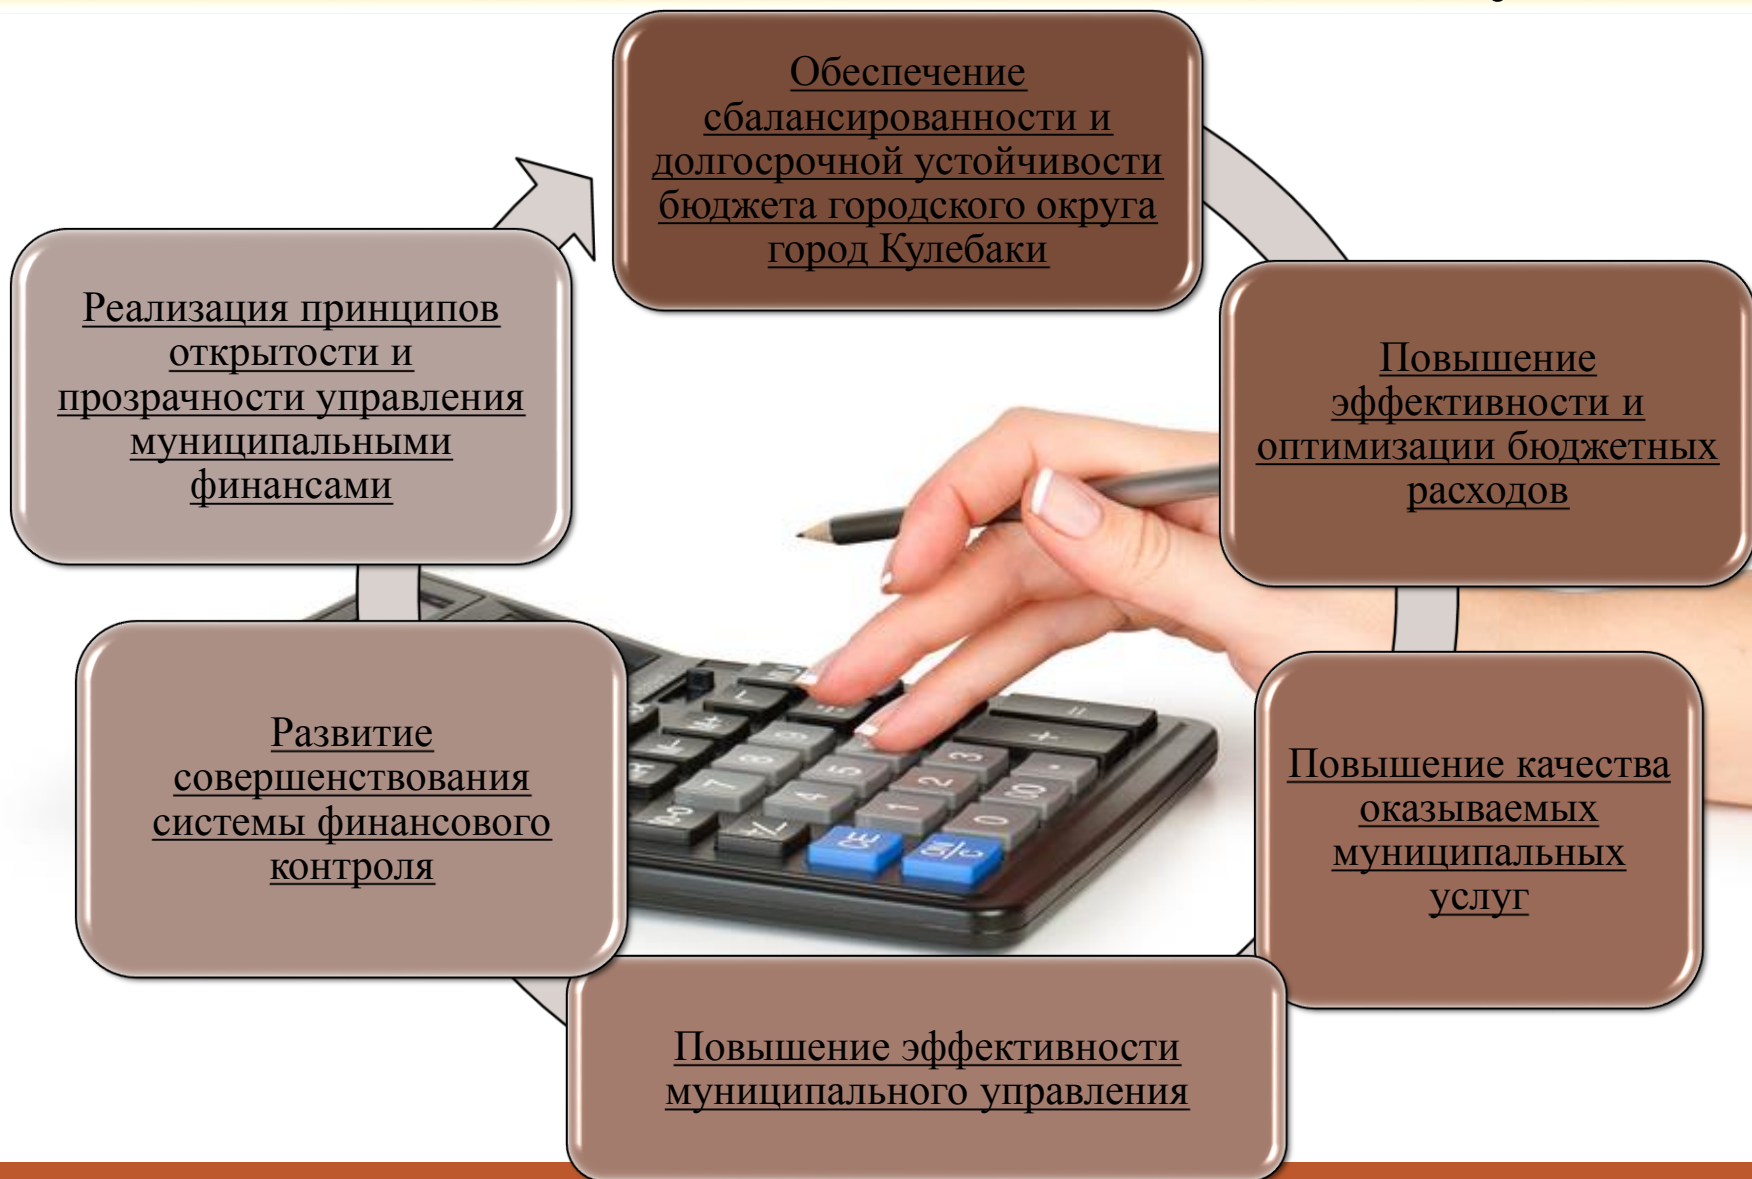 Обеспечение
сбалансированности и
долгосрочной устойчивости
бюджета городского округа
город Кулебаки
Повышение
эффективности и
оптимизации бюджетных
расходов
Повышение качества
оказываемых
муниципальных
услуг
Повышение эффективности
муниципального управления
Развитие
совершенствования
системы финансового
контроля
Реализация принципов
открытости и
прозрачности управления
муниципальными
финансами